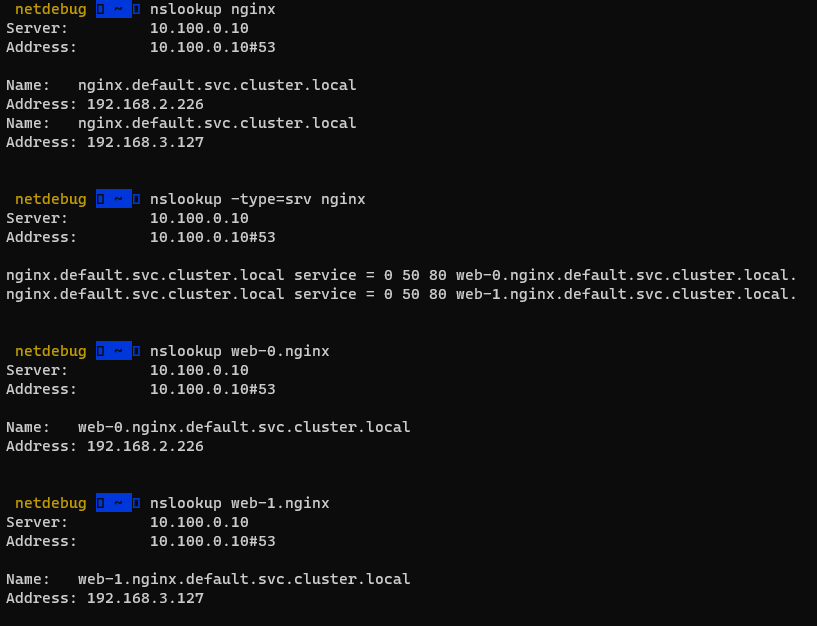 netdebug ~ nslookup nginx
Server: 10.100.0.10
Address: 10.100.0.10#53
Name: nginx.default.svc.cluster.local
Address: 192.168.2.226
Name: nginx.default.svc.cluster.local
Address: 192.168.3.127
netdebug ~ nslookup -type=srv nginx
Server: 10.100.0.10
Address: 10.100.0.10#53
nginx.default.svc.cluster.local service = 0 50 80 web-0.nginx.default.svc.cluster.local.
nginx.default.svc.cluster.local service = 0 50 80 web-1.nginx.default.svc.cluster.local.
netdebug ~ nslookup web-0.nginx
Server: 10.100.0.10
Address: 10.100.0.10#53
Name: web-0.nginx.default.svc.cluster.local
Address: 192.168.2.226
netdebug ~ nslookup web-1.nginx
Server: 10.100.0.10
Address: 10.100.0.10#53
Name: web-1.nginx.default.svc.cluster.local
Address: 192.168.3.127